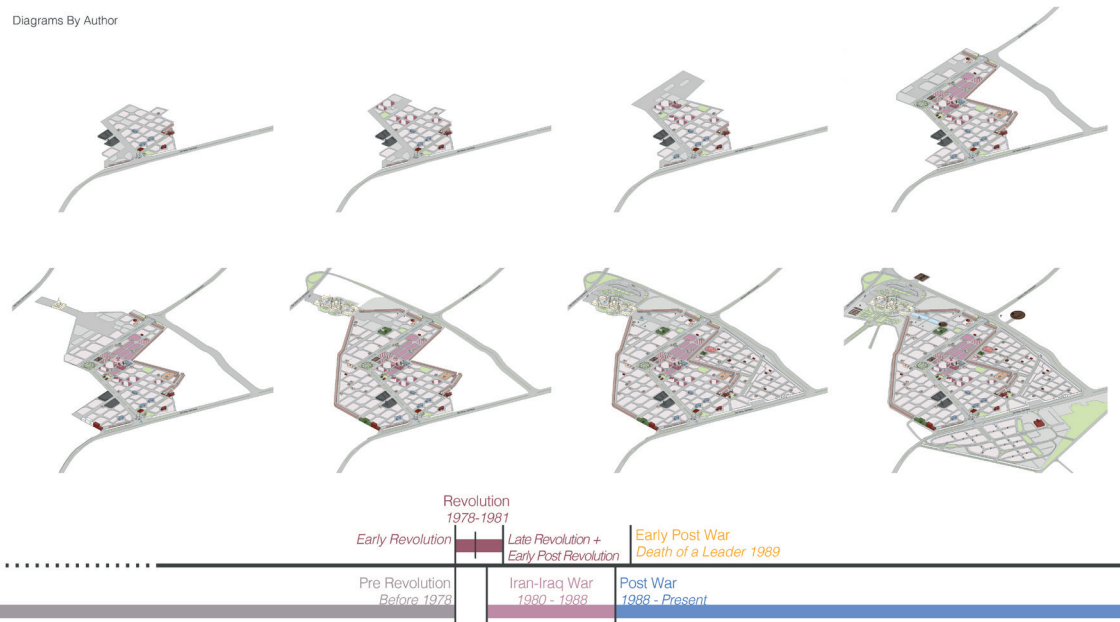 Diagrams By Author
Revolution
1978-1981
Early Revolution
Late Revolution +
Early Post Revolution
Early Post War
Death of a Leader 1989
Pre Revolution
Before 1978
Iran-Iraq War
1980 - 1988
Post War
1988 - Present